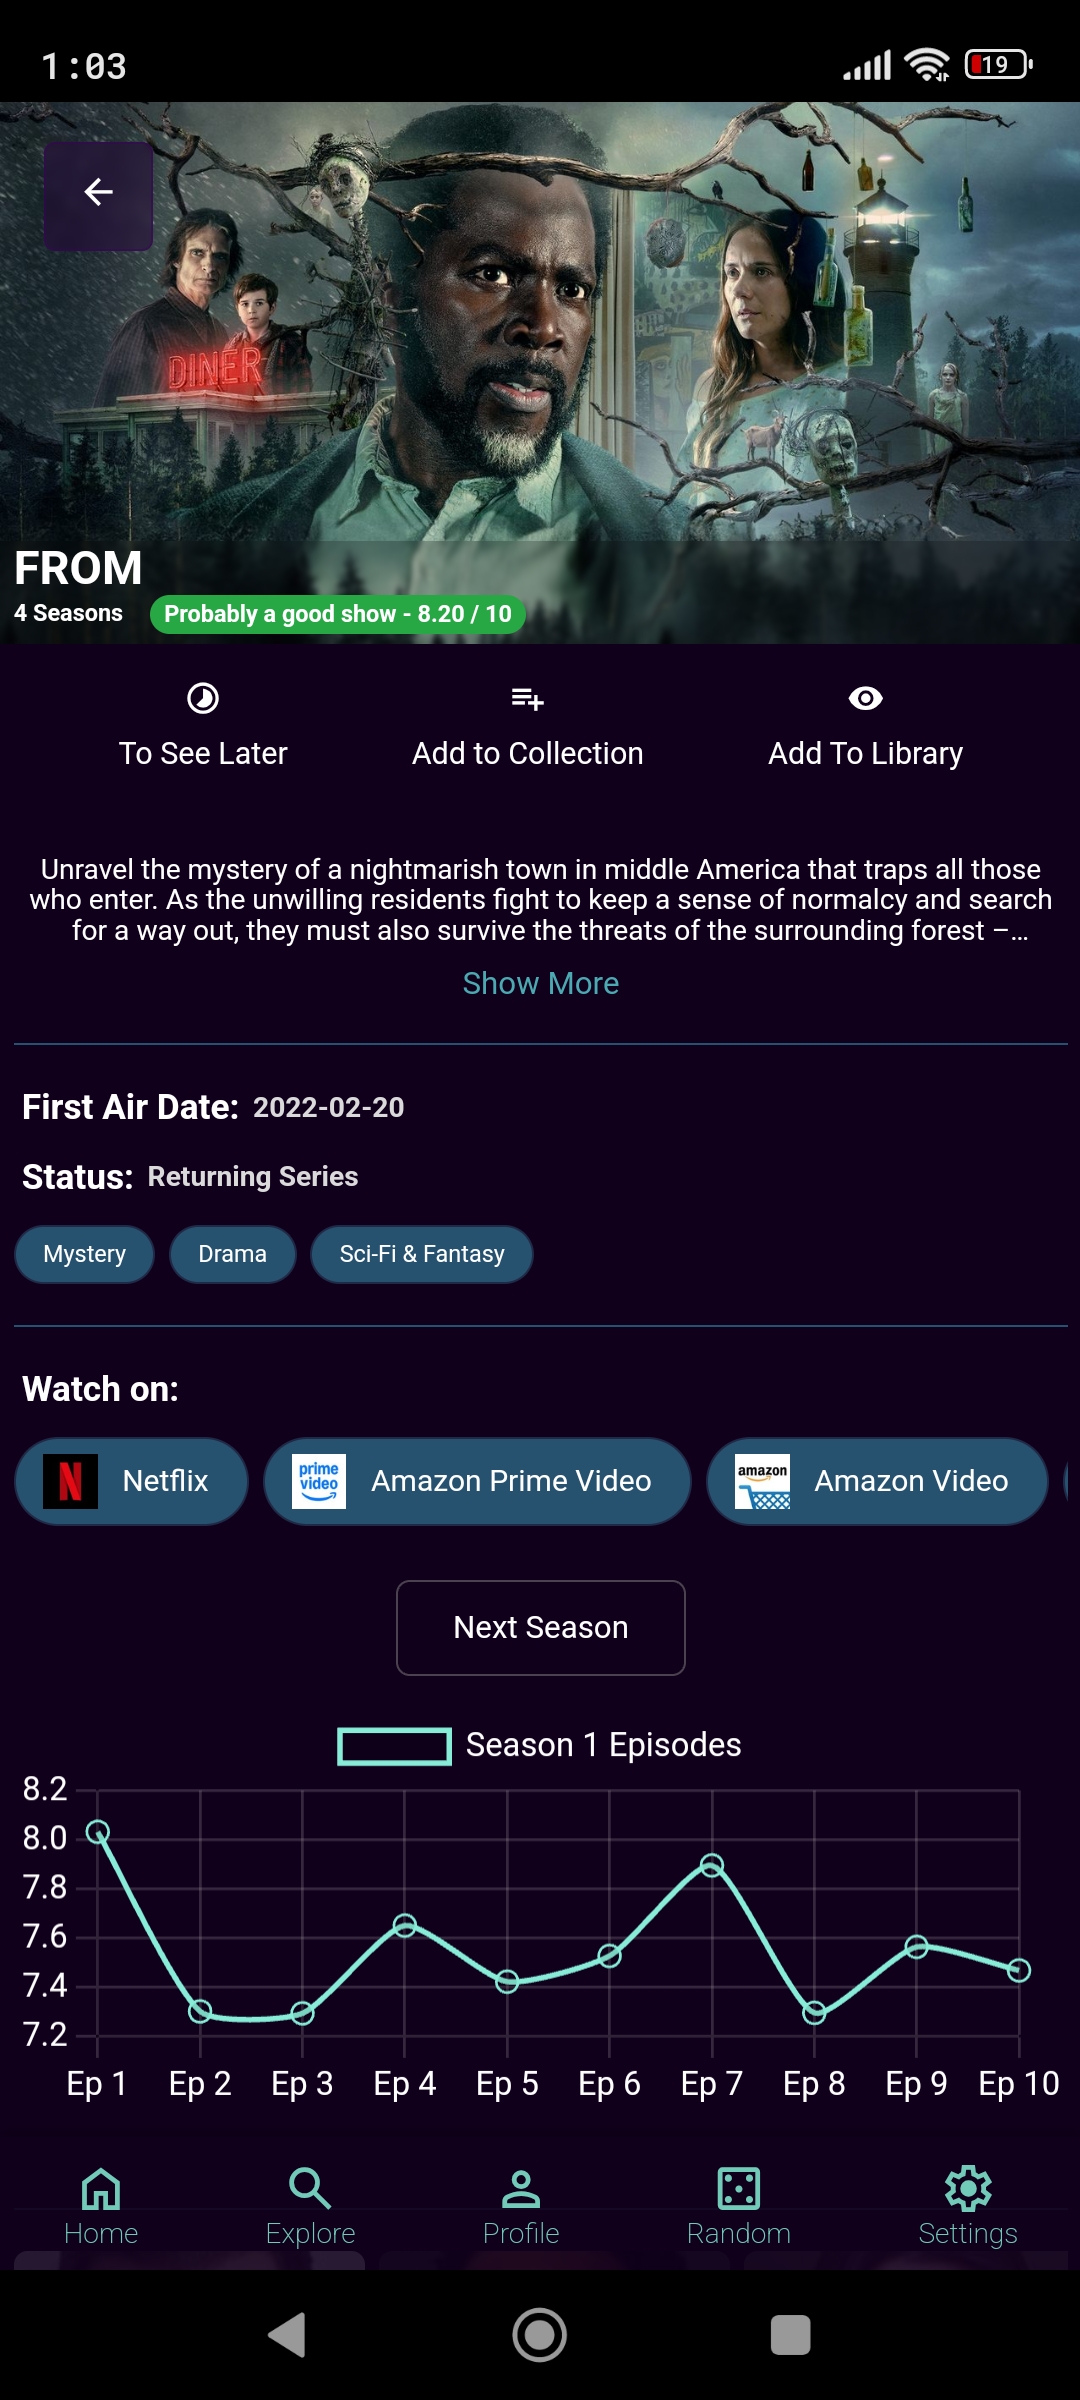 1:03
19
DINER
FROM
4 Seasons
Probably a good show - 8.20 / 10
To See Later
Add to Collection
Add To Library
Unravel the mystery of a nightmarish town in middle America that traps all those
who enter. As the unwilling residents fight to keep a sense of normalcy and search
for a way out, they must also survive the threats of the surrounding forest –…
Show More
First Air Date: 2022-02-20
Status: Returning Series
Mystery
Drama
Sci-Fi & Fantasy
Watch on:
N
Netflix
prime
video
Amazon Prime Video
amazon
Amazon Video
Next Season
Season 1 Episodes
8.2
8.0
7.8
7.6
7.4
7.2
Ep 1
Ep 2
Ep 3
Ep 4
Ep 5
Ep 6
Ep 7
Ep 8
Ep 9
Ep 10
Home
Explore
Profile
Random
Settings